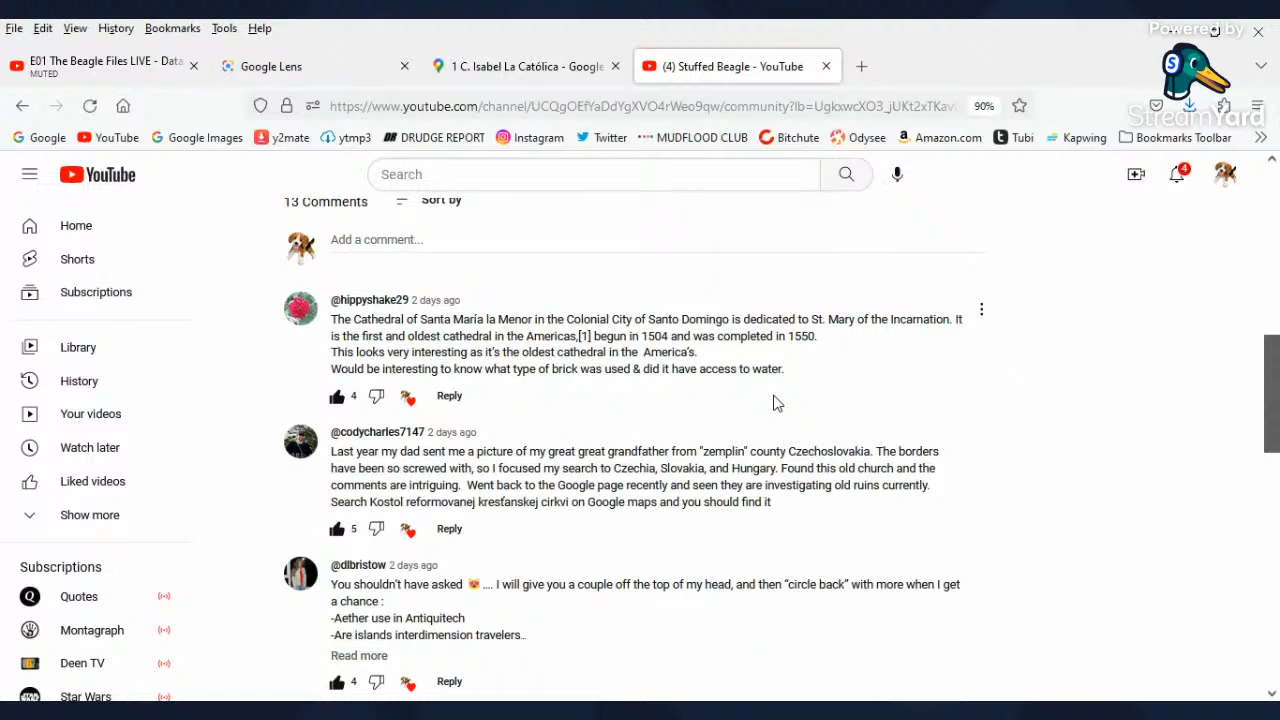 File Edit View History Bookmarks Tools Help
Powered by
StreamYard
E01 The Beagle Files LIVE - Data
MUTED
Google Lens
1 C. Isabel La Católica - Google
(4) Stuffed Beagle - YouTube
https://www.youtube.com/channel/UCQgOEfYaDdYgXVO4rWeo9qw/community?lb=UgkxwcXO3_jUKt2xTKav
90%
Google YouTube Google Images y2mate ytmp3 DRUDGE REPORT Instagram Twitter MUDFLOOD CLUB Bitchute Odysee Amazon.com Tubi Kapwing Bookmarks Toolbar
YouTube
Search
4
Home
Shorts
Subscriptions
Library
History
Your videos
Watch later
Liked videos
Show more
Subscriptions
Quotes
Montagraph
Deen TV
Star Wars
13 Comments Sort by
Add a comment...
@hippyshake29 2 days ago
The Cathedral of Santa María la Menor in the Colonial City of Santo Domingo is dedicated to St. Mary of the Incarnation. It
is the first and oldest cathedral in the Americas,[1] begun in 1504 and was completed in 1550.
This looks very interesting as it's the oldest cathedral in the America's.
Would be interesting to know what type of brick was used & did it have access to water.
4 Reply
@codycharles7147 2 days ago
Last year my dad sent me a picture of my great great grandfather from "zemplin" county Czechoslovakia. The borders
have been so screwed with, so I focused my search to Czechia, Slovakia, and Hungary. Found this old church and the
comments are intriguing. Went back to the Google page recently and seen they are investigating old ruins currently.
Search Kostol reformovanej kresťanskej cirkvi on Google maps and you should find it
5 Reply
@dlbristow 2 days ago
You shouldn't have asked 😻 .... I will give you a couple off the top of my head, and then "circle back" with more when I get
a chance :
-Aether use in Antiquitech
-Are islands interdimension travelers..
Read more
4 Reply